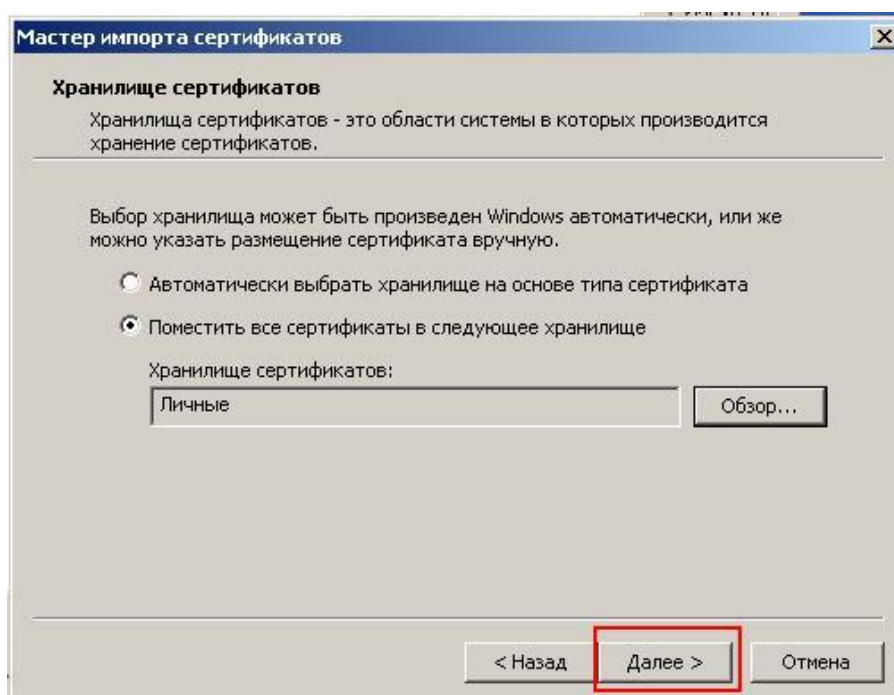 Мастер импорта сертификатов
Хранилище сертификатов
Хранилища сертификатов - это области системы в которых производится
хранение сертификатов.
Выбор хранилища может быть произведен Windows автоматически, или же
можно указать размещение сертификата вручную.
Автоматически выбрать хранилище на основе типа сертификата
Поместить все сертификаты в следующее хранилище
Хранилище сертификатов:
Личные
Обзор...
< Назад
Далее >
Отмена